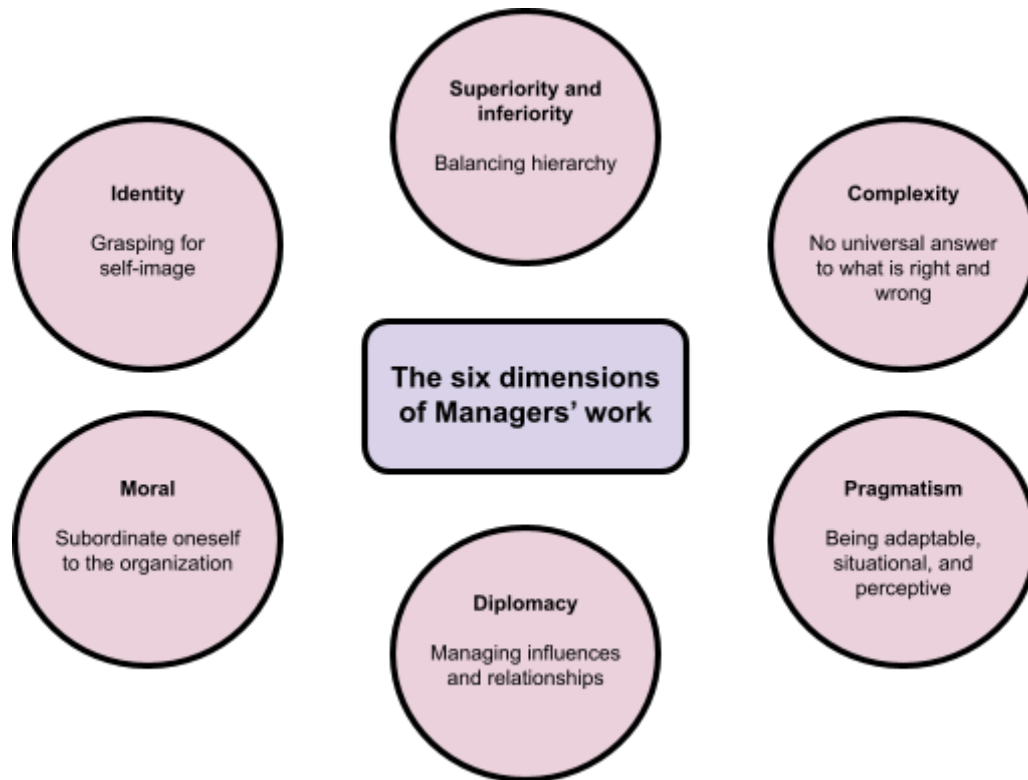 Superiority and
inferiority
Balancing hierarchy
Identity
Grasping for
self-image
Complexity
No universal answer
to what is right and
wrong
The six dimensions
of Managers’ work
Moral
Subordinate oneself
to the organization
Pragmatism
Being adaptable,
situational, and
perceptive
Diplomacy
Managing influences
and relationships